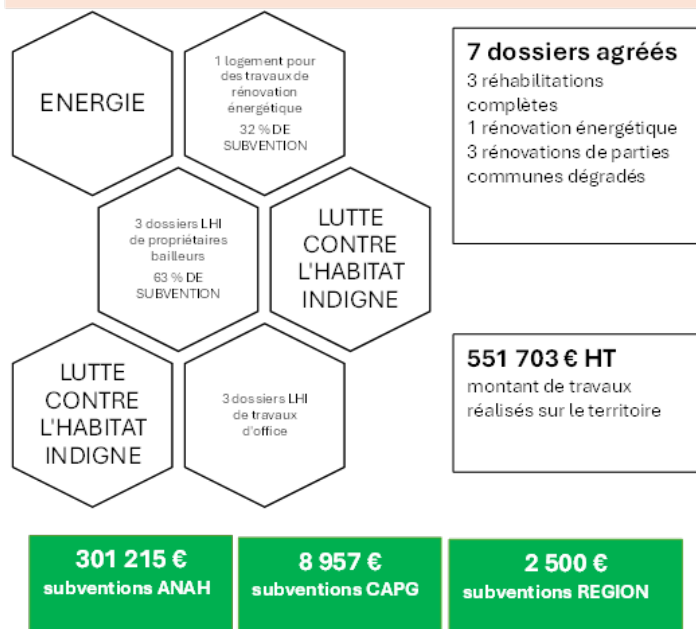 ENERGIE
1 logement pour
des travaux de
rénovation
énergétique
32 % DE
SUBVENTION
3 dossiers LHI
de propriétaires
bailleurs
63 % DE
SUBVENTION
LUTTE
CONTRE
L'HABITAT
INDIGNE
LUTTE
CONTRE
L'HABITAT
INDIGNE
3 dossiers LHI
de travaux
d'office
7 dossiers agréés
3 réhabilitations
complètes
1 rénovation énergétique
3 rénovations de parties
communes dégradés
551 703 € HT
montant de travaux
réalisés sur le territoire
301 215 €
subventions ANAH
8 957 €
subventions CAPG
2 500 €
subventions REGION